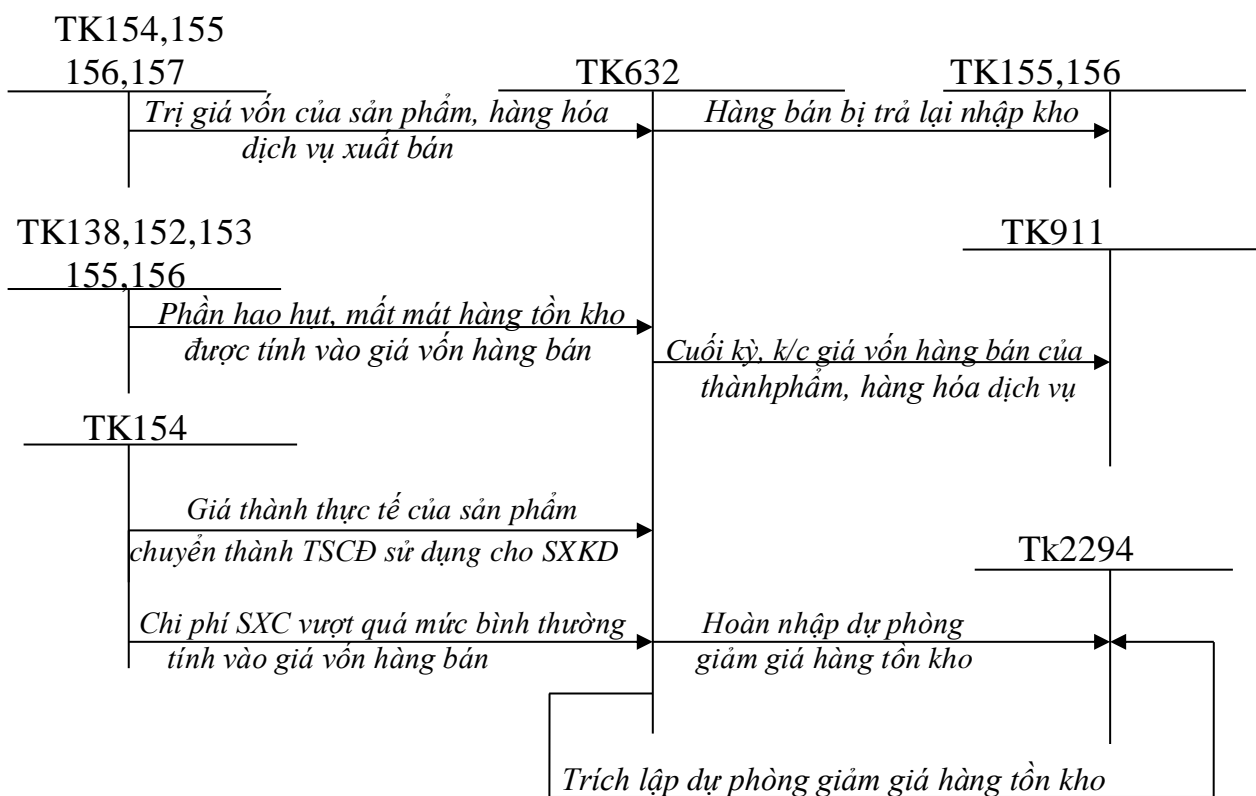 TK154,155
156,157
TK632
TK155,156
Trị giá vốn của sản phẩm, hàng hóa
dịch vụ xuất bán
Hàng bán bị trả lại nhập kho
TK138,152,153
155,156
TK911
Phần hao hụt, mất mát hàng tồn kho
được tính vào giá vốn hàng bán
Cuối kỳ, k/c giá vốn hàng bán của
thànhphẩm, hàng hóa dịch vụ
TK154
Giá thành thực tế của sản phẩm
chuyển thành TSCĐ sử dụng cho SXKD
Tk2294
Chi phí SXC vượt quá mức bình thường
tính vào giá vốn hàng bán
Hoàn nhập dự phòng
giảm giá hàng tồn kho
Trích lập dự phòng giảm giá hàng tồn kho